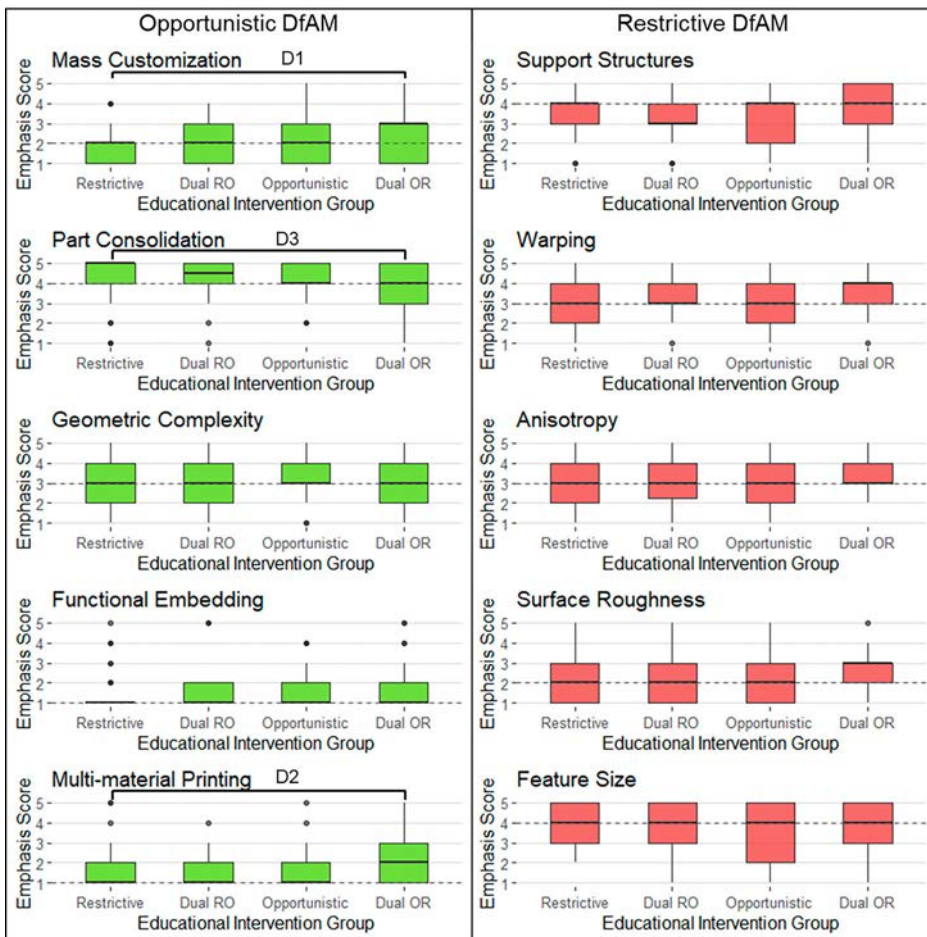 Opportunistic DfAM
Mass Customization
D1
Emphasis Score
5
4
3
2
1
Restrictive Dual RO Opportunistic Dual OR
Educational Intervention Group
Part Consolidation
D3
Emphasis Score
5
4
3
2
1
Restrictive Dual RO Opportunistic Dual OR
Educational Intervention Group
Geometric Complexity
Emphasis Score
5
4
3
2
1
Restrictive Dual RO Opportunistic Dual OR
Educational Intervention Group
Functional Embedding
Emphasis Score
5
4
3
2
1
Restrictive Dual RO Opportunistic Dual OR
Educational Intervention Group
Multi-material Printing
D2
Emphasis Score
5
4
3
2
1
Restrictive Dual RO Opportunistic Dual OR
Educational Intervention Group
Restrictive DfAM
Support Structures
Emphasis Score
5
4
3
2
1
Restrictive Dual RO Opportunistic Dual OR
Educational Intervention Group
Warping
Emphasis Score
5
4
3
2
1
Restrictive Dual RO Opportunistic Dual OR
Educational Intervention Group
Anisotropy
Emphasis Score
5
4
3
2
1
Restrictive Dual RO Opportunistic Dual OR
Educational Intervention Group
Surface Roughness
Emphasis Score
5
4
3
2
1
Restrictive Dual RO Opportunistic Dual OR
Educational Intervention Group
Feature Size
Emphasis Score
5
4
3
2
1
Restrictive Dual RO Opportunistic Dual OR
Educational Intervention Group